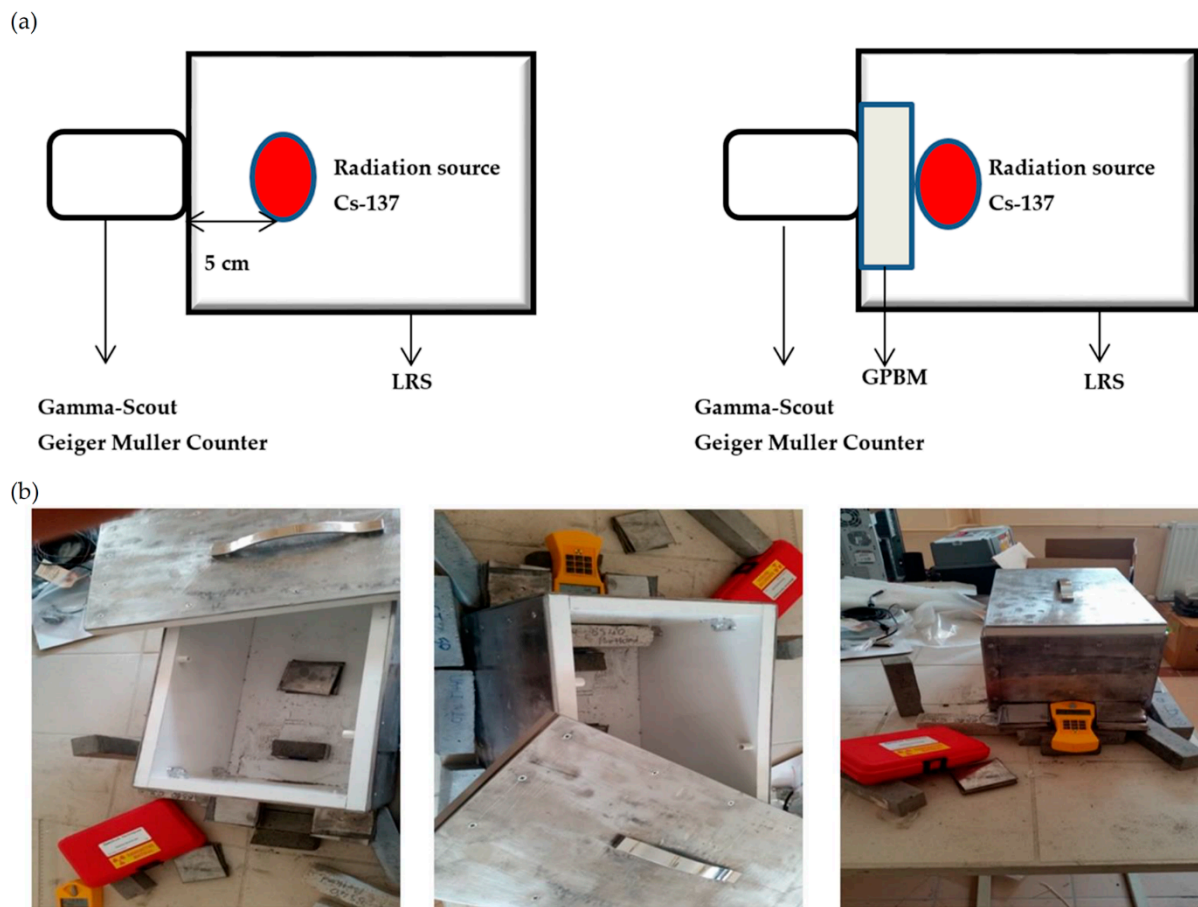 (a)
Radiation source
Cs-137
5 cm
LRS
Gamma-Scout
Geiger Muller Counter
Radiation source
Cs-137
GPBM
LRS
Gamma-Scout
Geiger Muller Counter
(b)